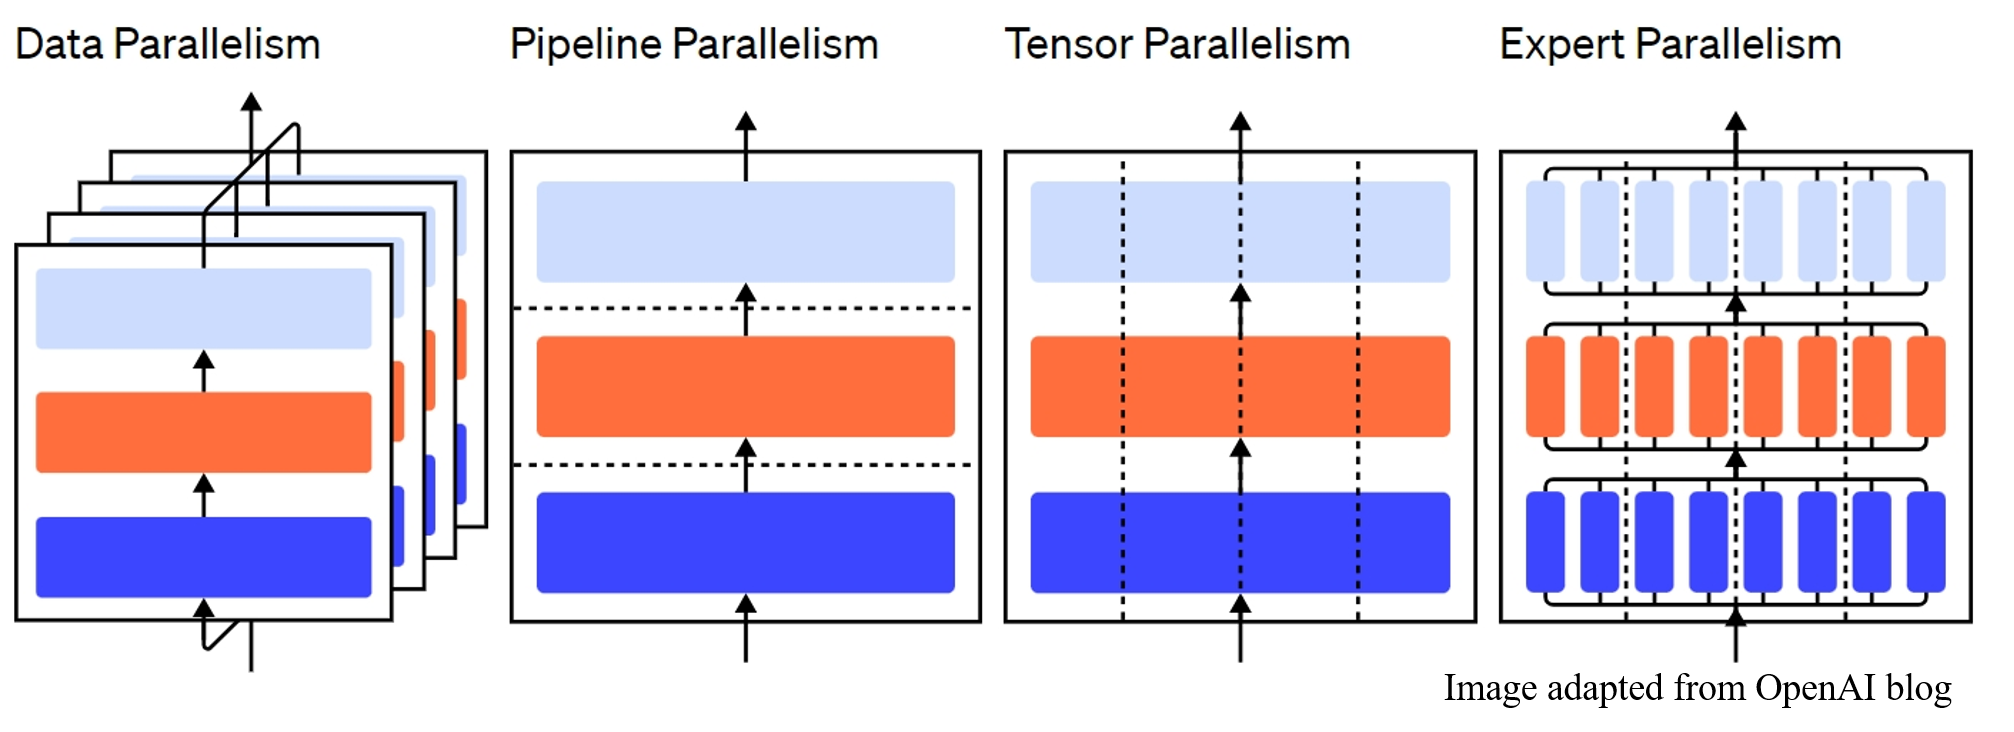 Data Parallelism
Pipeline Parallelism
Tensor Parallelism
Expert Parallelism
Image adapted from OpenAI blog